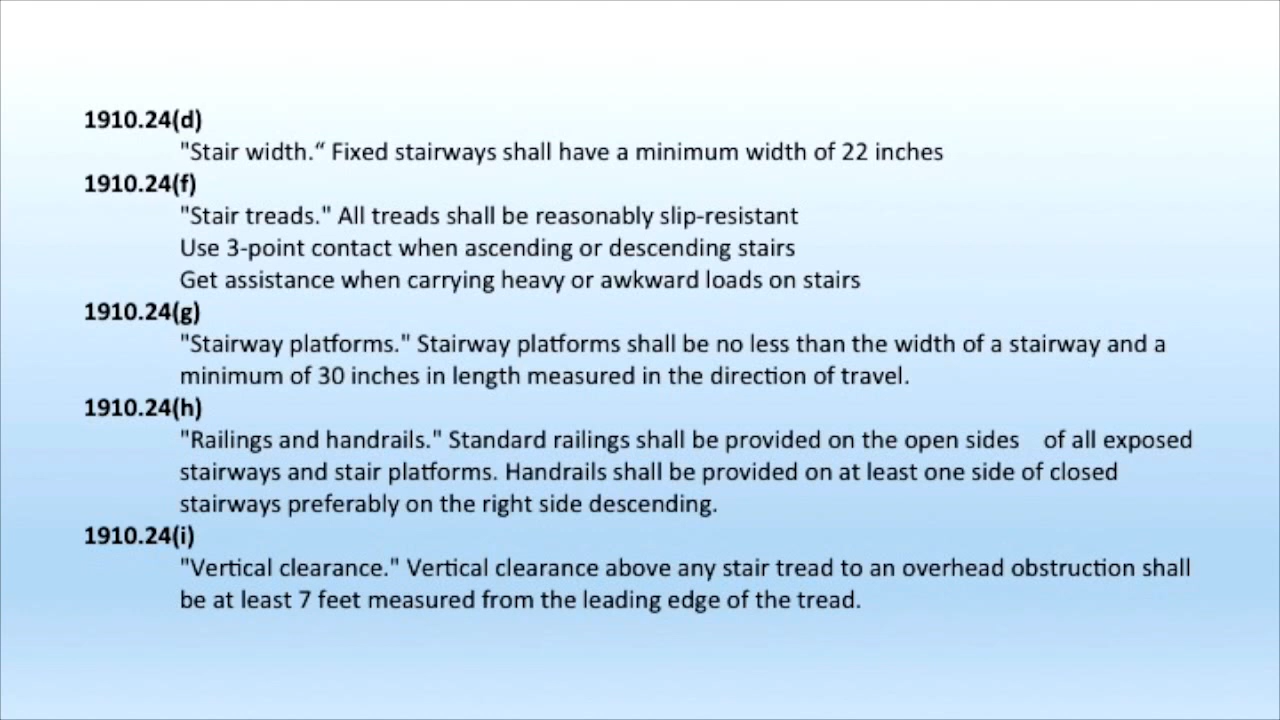 1910.24(d)
"Stair width.“ Fixed stairways shall have a minimum width of 22 inches
1910.24(f)
"Stair treads." All treads shall be reasonably slip-resistant
Use 3-point contact when ascending or descending stairs
Get assistance when carrying heavy or awkward loads on stairs
1910.24(g)
"Stairway platforms." Stairway platforms shall be no less than the width of a stairway and a
minimum of 30 inches in length measured in the direction of travel.
1910.24(h)
"Railings and handrails." Standard railings shall be provided on the open sides of all exposed
stairways and stair platforms. Handrails shall be provided on at least one side of closed
stairways preferably on the right side descending.
1910.24(i)
"Vertical clearance." Vertical clearance above any stair tread to an overhead obstruction shall
be at least 7 feet measured from the leading edge of the tread.